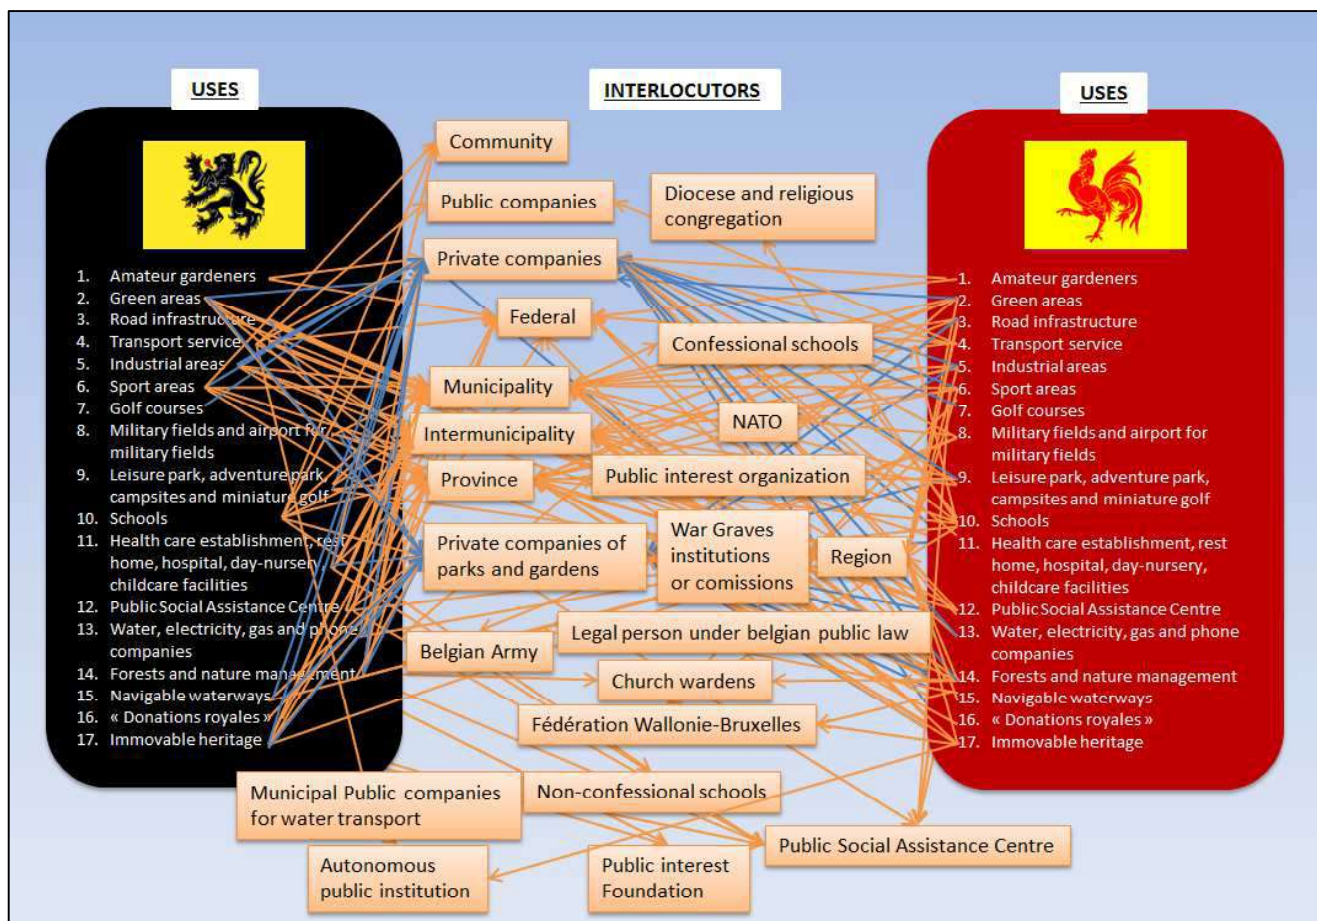 USES
1. Amateur gardeners
2. Green areas
3. Road infrastructure
4. Transport service
5. Industrial areas
6. Sport areas
7. Golf courses
8. Military fields and airport for
military fields
9. Leisure park, adventure park,
campsites and miniature golf
10. Schools
11. Health care establishment, rest
home, hospital, day-nursery,
childcare facilities
12. Public Social Assistance Centre
13. Water, electricity, gas and phone
companies
14. Forests and nature management
15. Navigable waterways
16. « Donations royales »
17. Immovable heritage
INTERLOCUTORS
Community
Public companies
Diocese and religious
congregation
Private companies
Federal
Confessional schools
Municipality
NATO
Intermunicipality
Province
Public interest organization
Private companies of
parks and gardens
War Graves
institutions
or comissions
Region
Legal person under belgian public law
Belgian Army
Church wardens
Fédération Wallonie-Bruxelles
Municipal Public companies
for water transport
Non-confessional schools
Public Social Assistance Centre
Autonomous
public institution
Public interest
Foundation
USES
1. Amateur gardeners
2. Green areas
3. Road infrastructure
4. Transport service
5. Industrial areas
6. Sport areas
7. Golf courses
8. Military fields and airport for
military fields
9. Leisure park, adventure park,
campsites and miniature golf
10. Schools
11. Health care establishment, rest
home, hospital, day-nursery,
childcare facilities
12. Public Social Assistance Centre
13. Water, electricity, gas and phone
companies
14. Forests and nature management
15. Navigable waterways
16. « Donations royales »
17. Immovable heritage